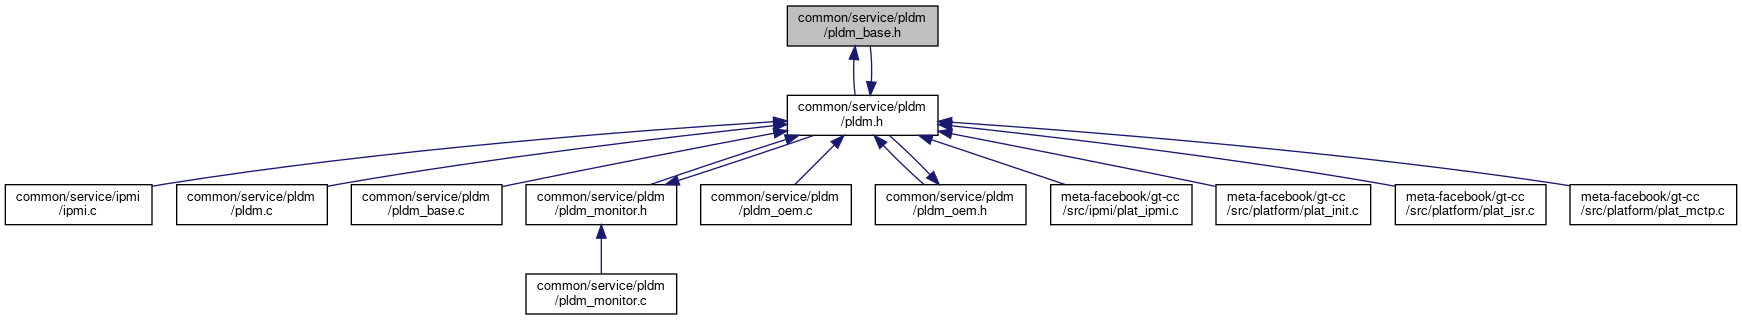 common/service/pldm
/pldm_base.h
common/service/pldm
/pldm.h
common/service/ipmi
/ipmi.c
common/service/pldm
/pldm.c
common/service/pldm
/pldm_base.c
common/service/pldm
/pldm_monitor.h
common/service/pldm
/pldm_oem.c
common/service/pldm
/pldm_oem.h
meta-facebook/gt-cc
/src/ipmi/plat_ipmi.c
meta-facebook/gt-cc
/src/platform/plat_init.c
meta-facebook/gt-cc
/src/platform/plat_isr.c
meta-facebook/gt-cc
/src/platform/plat_mctp.c
common/service/pldm
/pldm_monitor.c